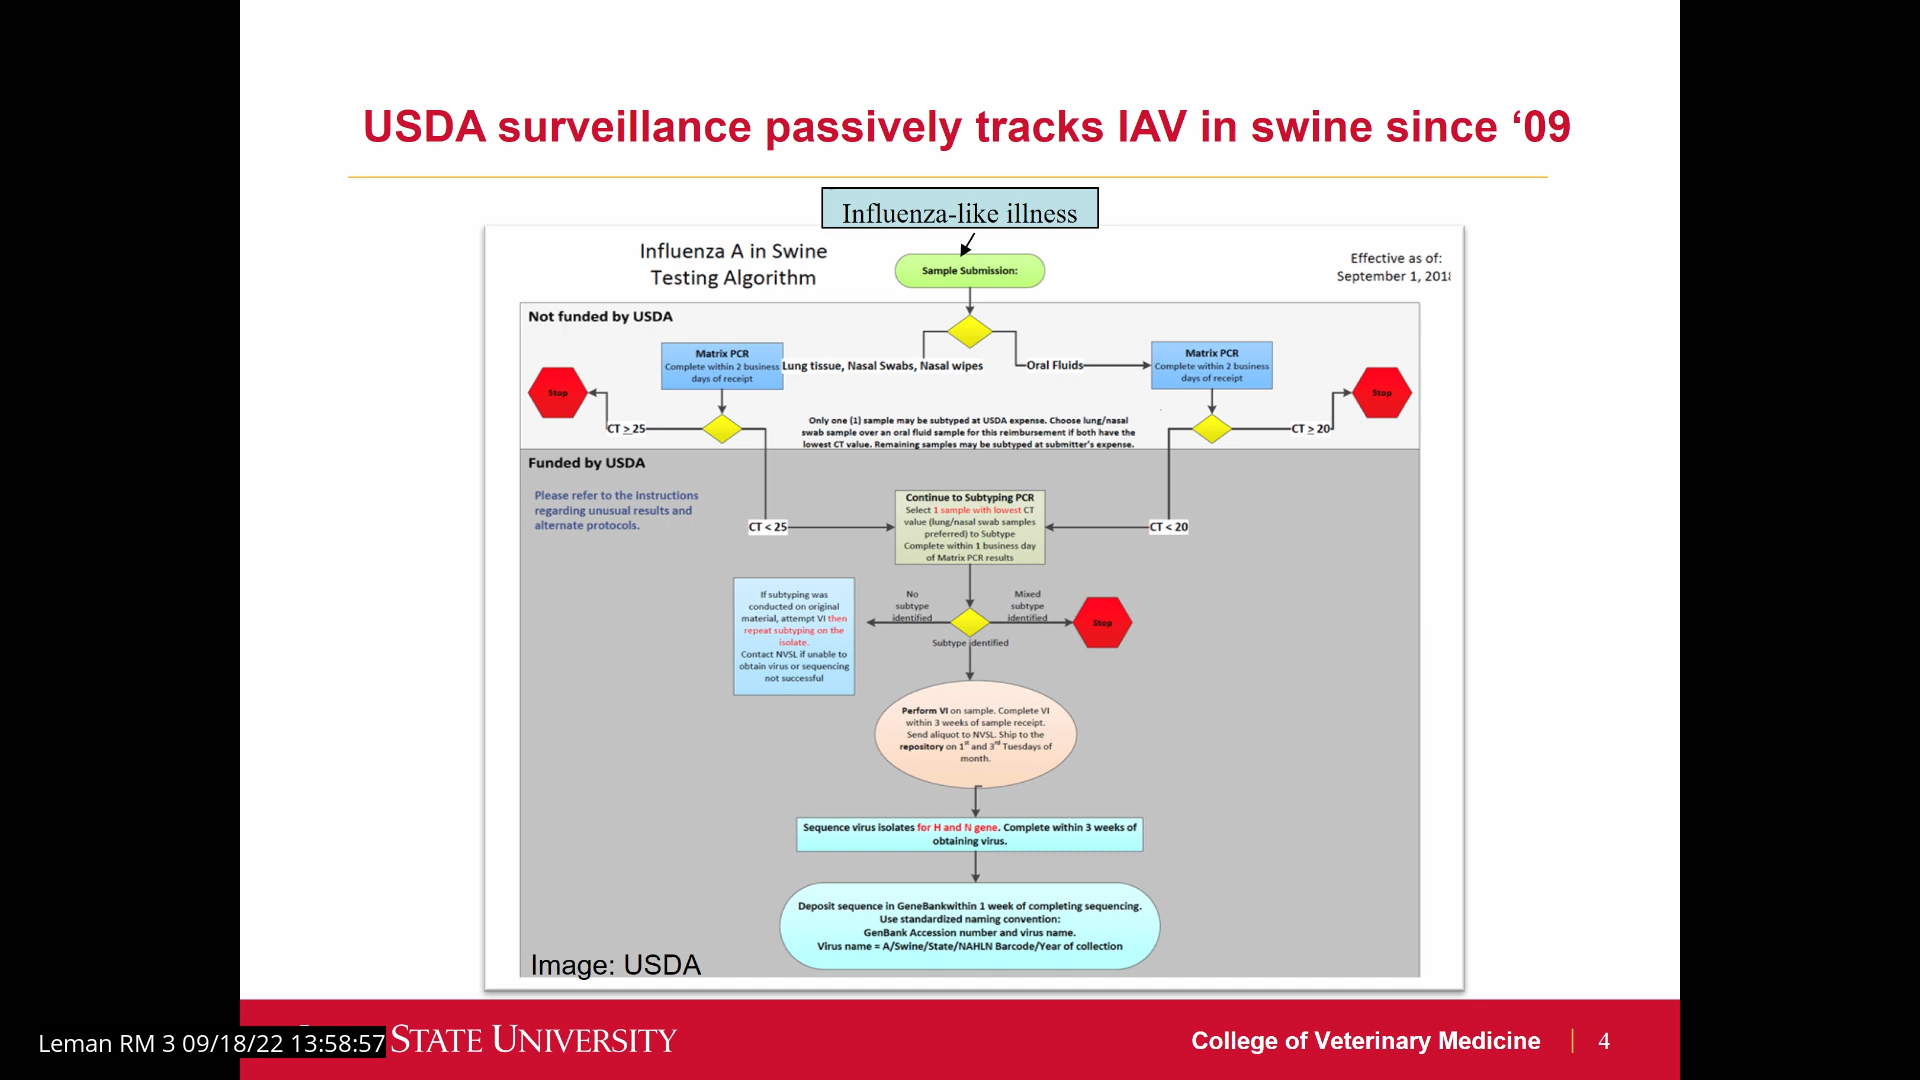 USDA surveillance passively tracks IAV in swine since ‘09
Influenza-like illness
Influenza A in Swine
Testing Algorithm
Effective as of:
September 1, 2018
Sample Submission:
Not funded by USDA
Matrix PCR
Complete within 2 business
days of receipt
Lung tissue, Nasal Swabs, Nasal wipes
Oral Fluids
Matrix PCR
Complete within 2 business
days of receipt
Stop
Stop
CT ≥ 25
Only one (1) sample may be subtyped at USDA expense. Choose lung/nasal
swab sample over an oral fluid sample for this reimbursement if both have the
lowest CT value. Remaining samples may be subtyped at submitter's expense.
CT ≥ 20
Funded by USDA
Please refer to the instructions
regarding unusual results and
alternate protocols.
CT < 25
Continue to Subtyping PCR
Select 1 sample with lowest CT
value (lung/nasal swab samples
preferred) to Subtype
Complete within 1 business day
of Matrix PCR results
CT < 20
If subtyping was
conducted on original
material, attempt VI then
repeat subtyping on the
isolate.
Contact NVSL if unable to
obtain virus or sequencing
not successful
No
subtype
identified
Mixed
subtype
identified
Stop
Subtype identified
Perform VI on sample. Complete VI
within 3 weeks of sample receipt.
Send aliquot to NVSL. Ship to the
repository on 1st and 3rd Tuesdays of
month.
Sequence virus isolates for H and N gene. Complete within 3 weeks of
obtaining virus.
Deposit sequence in GeneBankwithin 1 week of completing sequencing.
Use standardized naming convention:
GenBank Accession number and virus name.
Virus name = A/Swine/State/NAHLN Barcode/Year of collection
Image: USDA
Leman RM 3 09/18/22 13:58:57
STATE UNIVERSITY
College of Veterinary Medicine
4